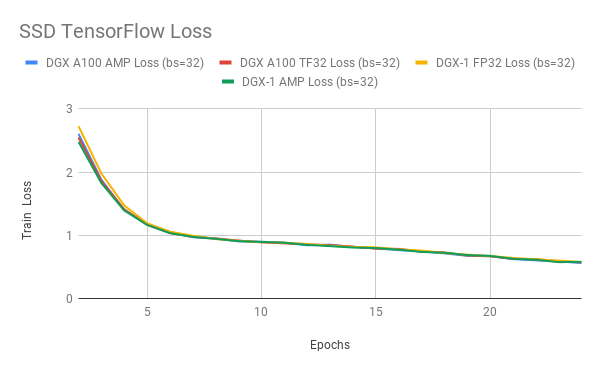 SSD TensorFlow Loss
DGX A100 AMP Loss (bs=32) DGX A100 TF32 Loss (bs=32) DGX-1 FP32 Loss (bs=32)
DGX-1 AMP Loss (bs=32)
3
2
1
0
Train Loss
5 10 15 20
Epochs